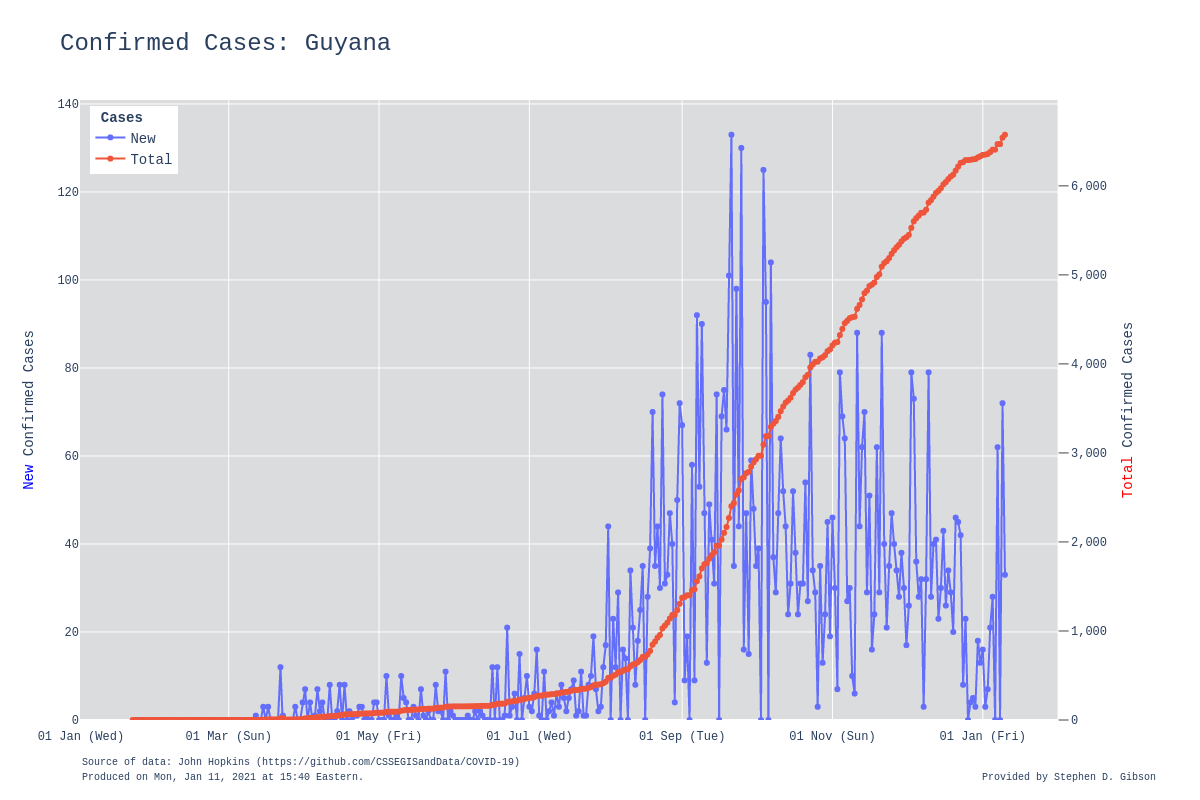 Confirmed Cases: Guyana
Cases
New
Total
140
120
100
80
60
40
20
0
6,000
5,000
4,000
3,000
2,000
1,000
0
New Confirmed Cases
Total Confirmed Cases
01 Jan (Wed)
01 Mar (Sun)
01 May (Fri)
01 Jul (Wed)
01 Sep (Tue)
01 Nov (Sun)
01 Jan (Fri)
Source of data: John Hopkins (https://github.com/CSSEGISandData/COVID-19)
Produced on Mon, Jan 11, 2021 at 15:40 Eastern.
Provided by Stephen D. Gibson